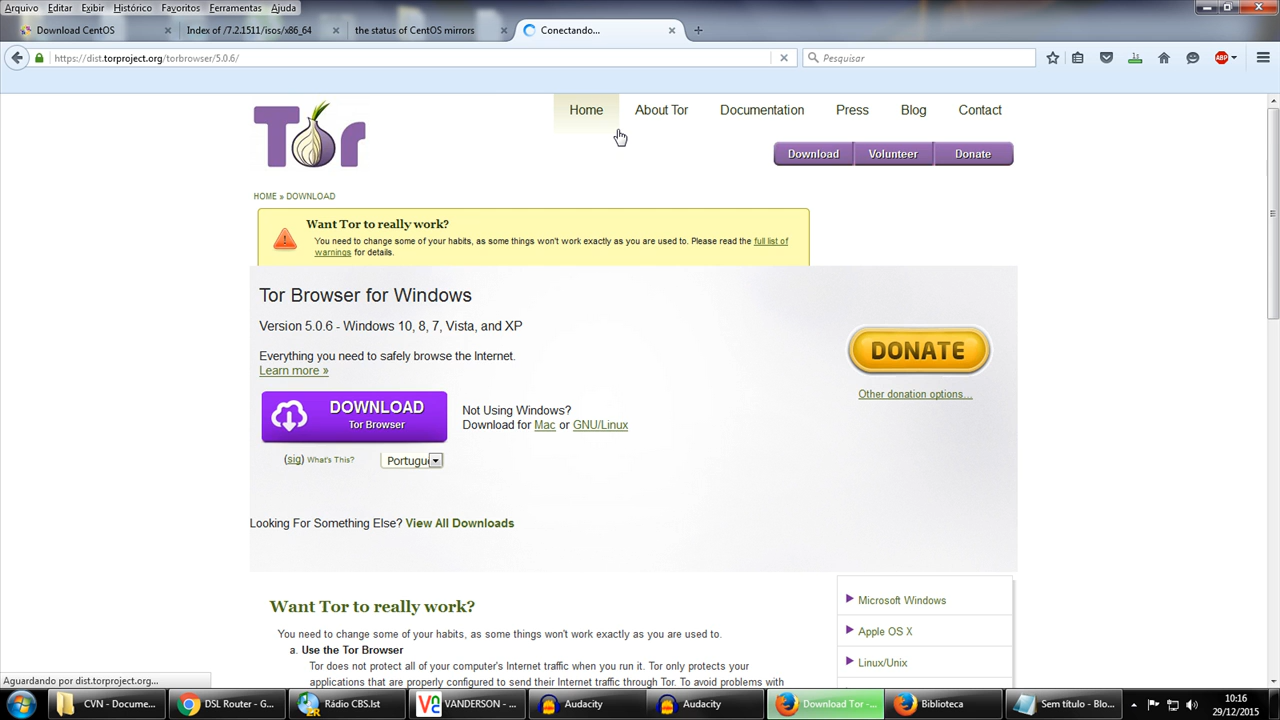 Arquivo Editar Exibir Histórico Favoritos Ferramentas Ajuda
Download CentOS
Index of /7.2.1511/isos/x86_64
the status of CentOS mirrors
Conectando...
https://dist.torproject.org/torbrowser/5.0.6/
Pesquisar
ABP
Tor
Home
About Tor
Documentation
Press
Blog
Contact
Download
Volunteer
Donate
HOME » DOWNLOAD
Want Tor to really work?
You need to change some of your habits, as some things won't work exactly as you are used to. Please read the full list of
warnings for details.
Tor Browser for Windows
Version 5.0.6 - Windows 10, 8, 7, Vista, and XP
Everything you need to safely browse the Internet.
Learn more »
DONATE
Other donation options...
DOWNLOAD
Tor Browser
Not Using Windows?
Download for Mac or GNU/Linux
(sig) What's This?
Portugu
Looking For Something Else? View All Downloads
Want Tor to really work?
You need to change some of your habits, as some things won't work exactly as you are used to.
a. Use the Tor Browser
Tor does not protect all of your computer's Internet traffic when you run it. Tor only protects your
applications that are properly configured to send their Internet traffic through Tor. To avoid problems with
Microsoft Windows
Apple OS X
Linux/Unix
Aguardando por dist.torproject.org...
CVN - Docume...
DSL Router - G...
Rádio CBS.lst
VANDERSON - ...
Audacity
Audacity
Download Tor -...
Biblioteca
Sem título - Blo...
10:16
29/12/2015